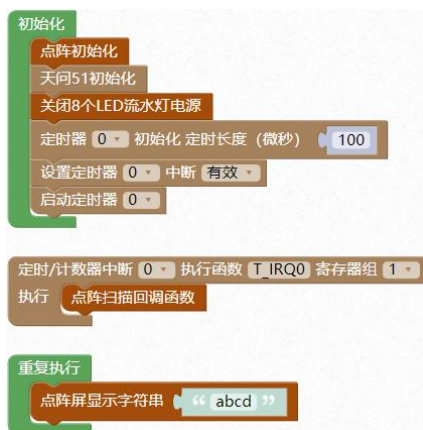 初始化
点阵初始化
天问51初始化
关闭8个LED流水灯电源
定时器 0 初始化 定时长度（微秒） 100
设置定时器 0 中断 有效
启动定时器 0
定时/计数器中断 0 执行函数 T_IRQ0 寄存器组 1
执行 点阵扫描回调函数
重复执行
点阵屏显示字符串 “ abcd ”